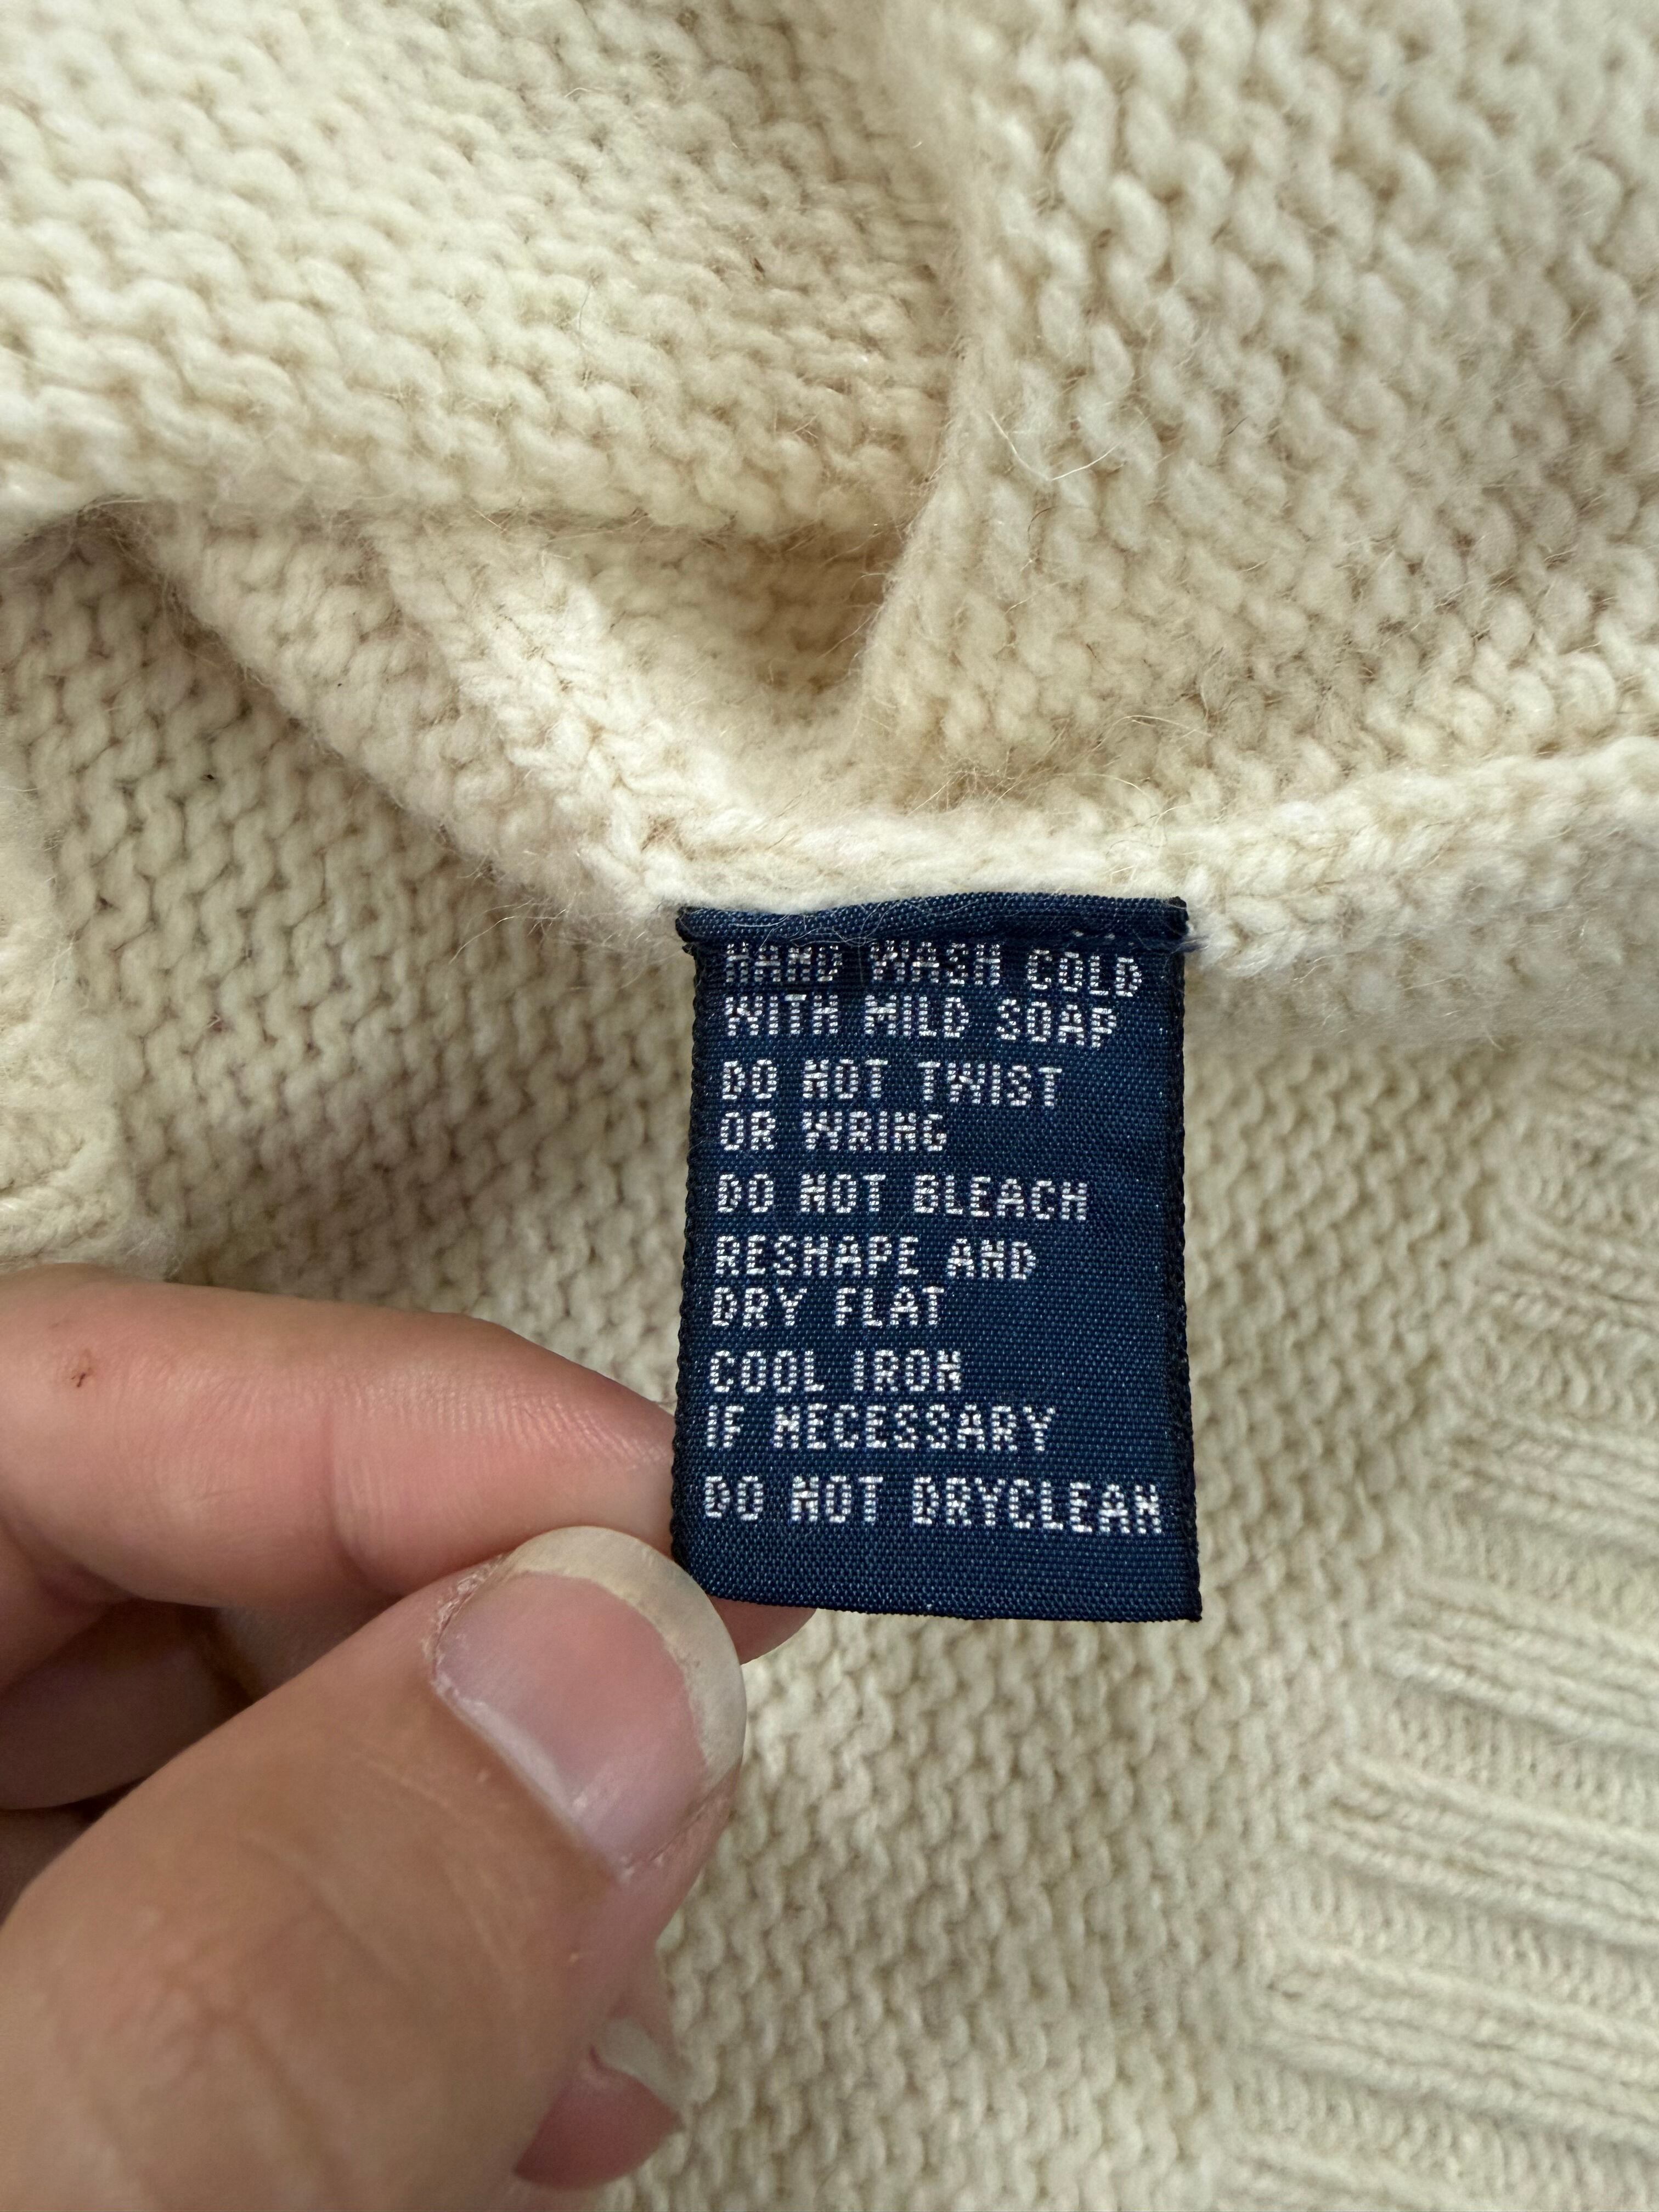 HAND WASH COLD
WITH MILD SOAP
DO NOT TWIST
OR WRING
DO NOT BLEACH
RESHAPE AND
DRY FLAT
COOL IRON
IF NECESSARY
DO NOT DRYCLEAN